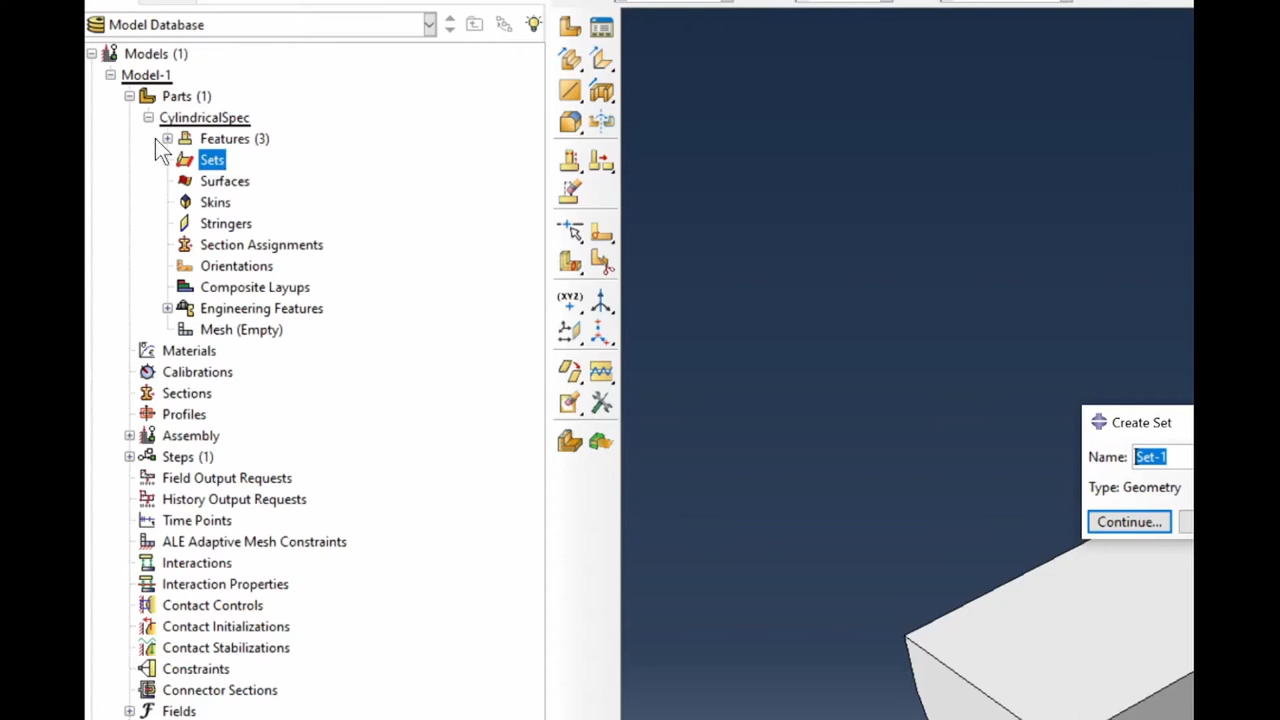 Model Database
Models (1)
Model-1
Parts (1)
CylindricalSpec
Features (3)
Sets
Surfaces
Skins
Stringers
Section Assignments
Orientations
Composite Layups
Engineering Features
Mesh (Empty)
Materials
Calibrations
Sections
Profiles
Assembly
Steps (1)
Field Output Requests
History Output Requests
Time Points
ALE Adaptive Mesh Constraints
Interactions
Interaction Properties
Contact Controls
Contact Initializations
Contact Stabilizations
Constraints
Connector Sections
Fields
(XYZ)
Create Set
Name: Set-1
Type: Geometry
Continue...